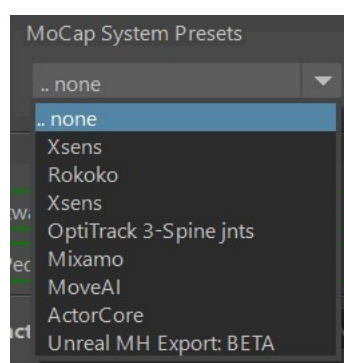 MoCap System Presets
.. none
.. none
Xsens
Rokoko
Xsens
OptiTrack 3-Spine jnts
Mixamo
MoveAI
ActorCore
Unreal MH Export: BETA